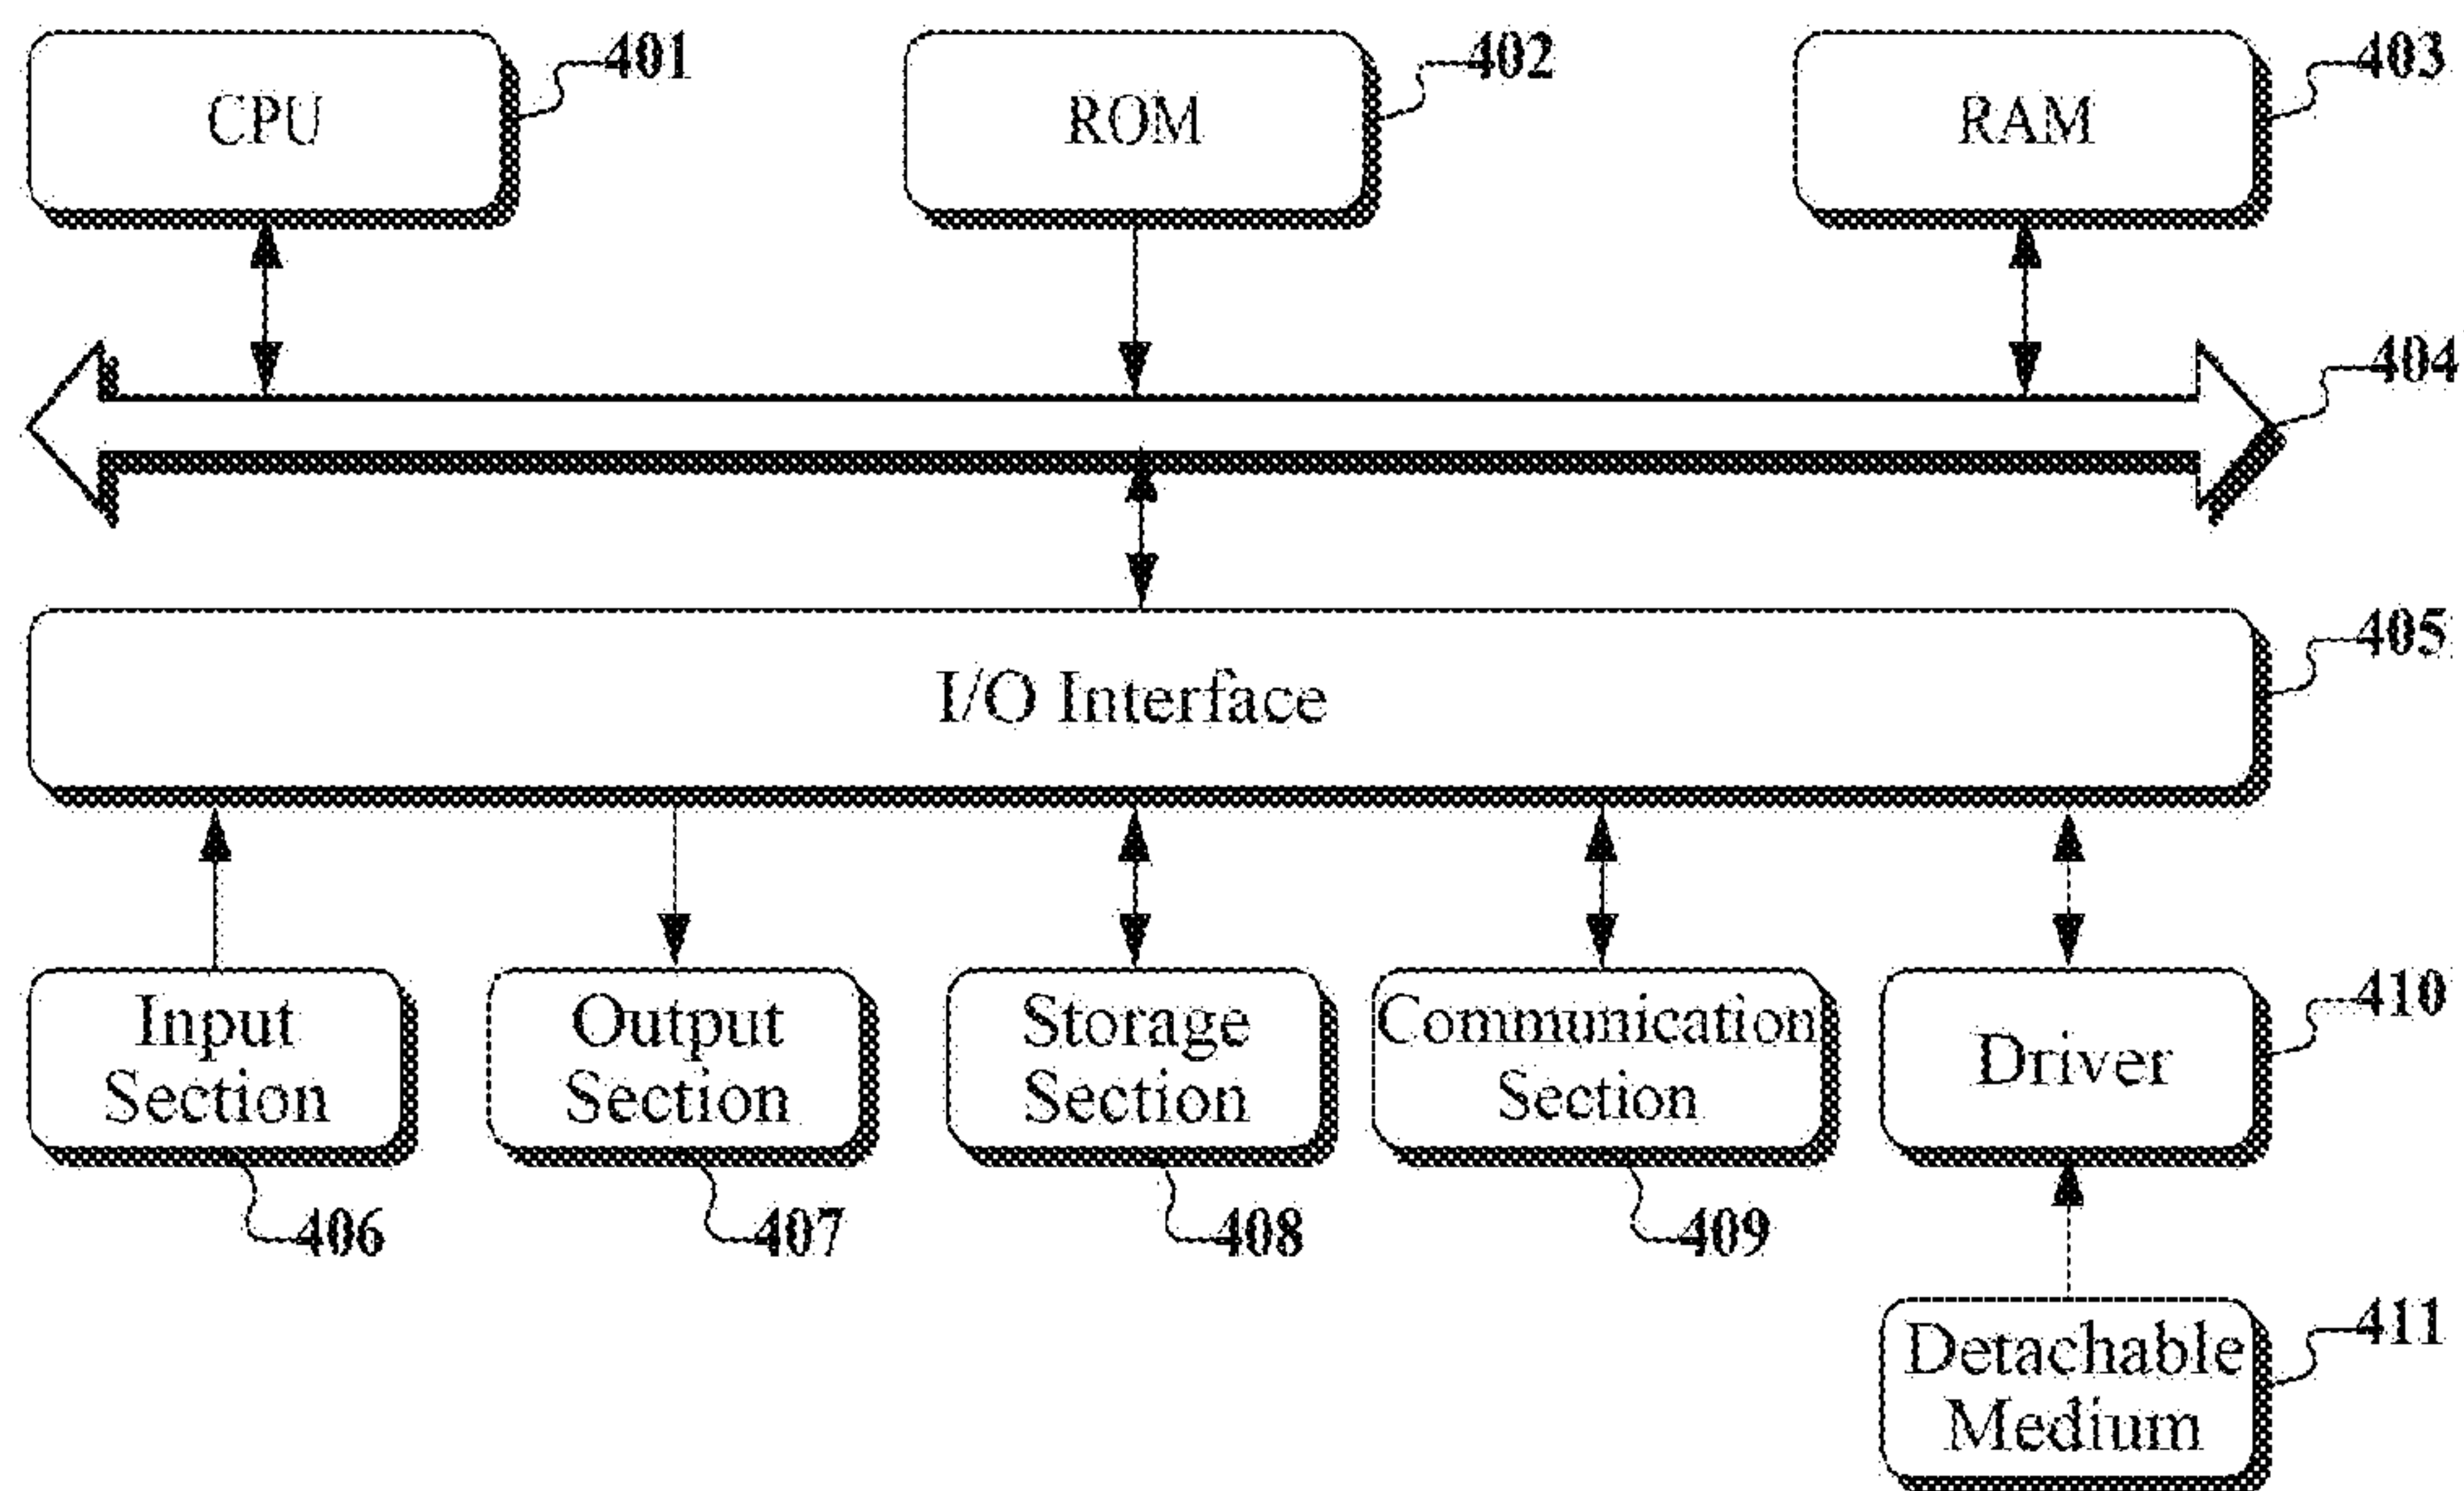 CPU
401
ROM
402
RAM
403
404
I/O Interface
405
Input
Section
406
Output
Section
407
Storage
Section
408
Communication
Section
409
Driver
410
Detachable
Medium
411